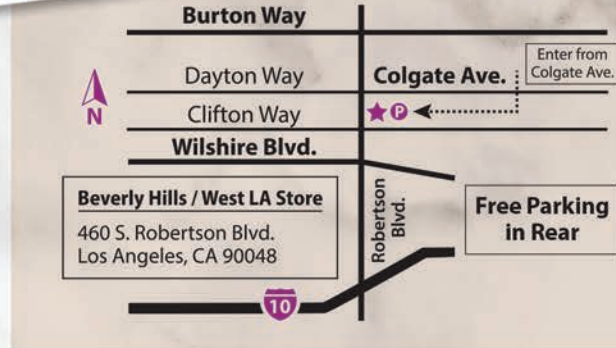 Burton Way
Dayton Way
Colgate Ave.
Enter from
Colgate Ave.
N
Clifton Way
P
Wilshire Blvd.
Beverly Hills / West LA Store
460 S. Robertson Blvd.
Los Angeles, CA 90048
Robertson
Blvd.
Free Parking
in Rear
10